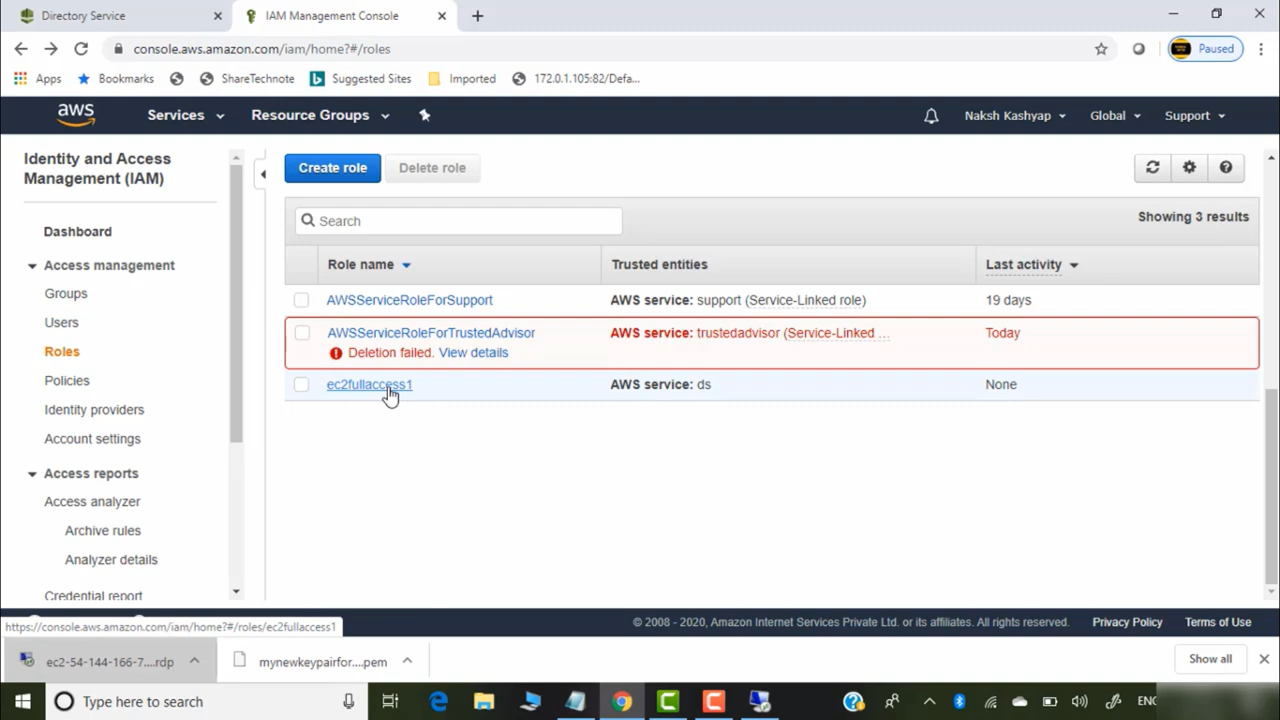 Directory Service
IAM Management Console
console.aws.amazon.com/iam/home?#/roles
Paused
Apps
Bookmarks
ShareTechnote
Suggested Sites
Imported
172.0.1.105:82/Defa...
aws
Services
Resource Groups
Naksh Kashyap
Global
Support
Identity and Access
Management (IAM)
Dashboard
Access management
Groups
Users
Roles
Policies
Identity providers
Account settings
Access reports
Access analyzer
Archive rules
Analyzer details
Credential report
Create role
Delete role
Search
Showing 3 results
Role name
Trusted entities
Last activity
AWSServiceRoleForSupport
AWS service: support (Service-Linked role)
19 days
AWSServiceRoleForTrustedAdvisor
AWS service: trustedadvisor (Service-Linked ...
Today
Deletion failed. View details
ec2fullaccess1
AWS service: ds
None
https://console.aws.amazon.com/iam/home?#/roles/ec2fullaccess1
© 2008 - 2020, Amazon Internet Services Private Ltd. or its affiliates. All rights reserved.
Privacy Policy
Terms of Use
ec2-54-144-166-7....rdp
mynewkeypairfor....pem
Show all
Type here to search
ENG